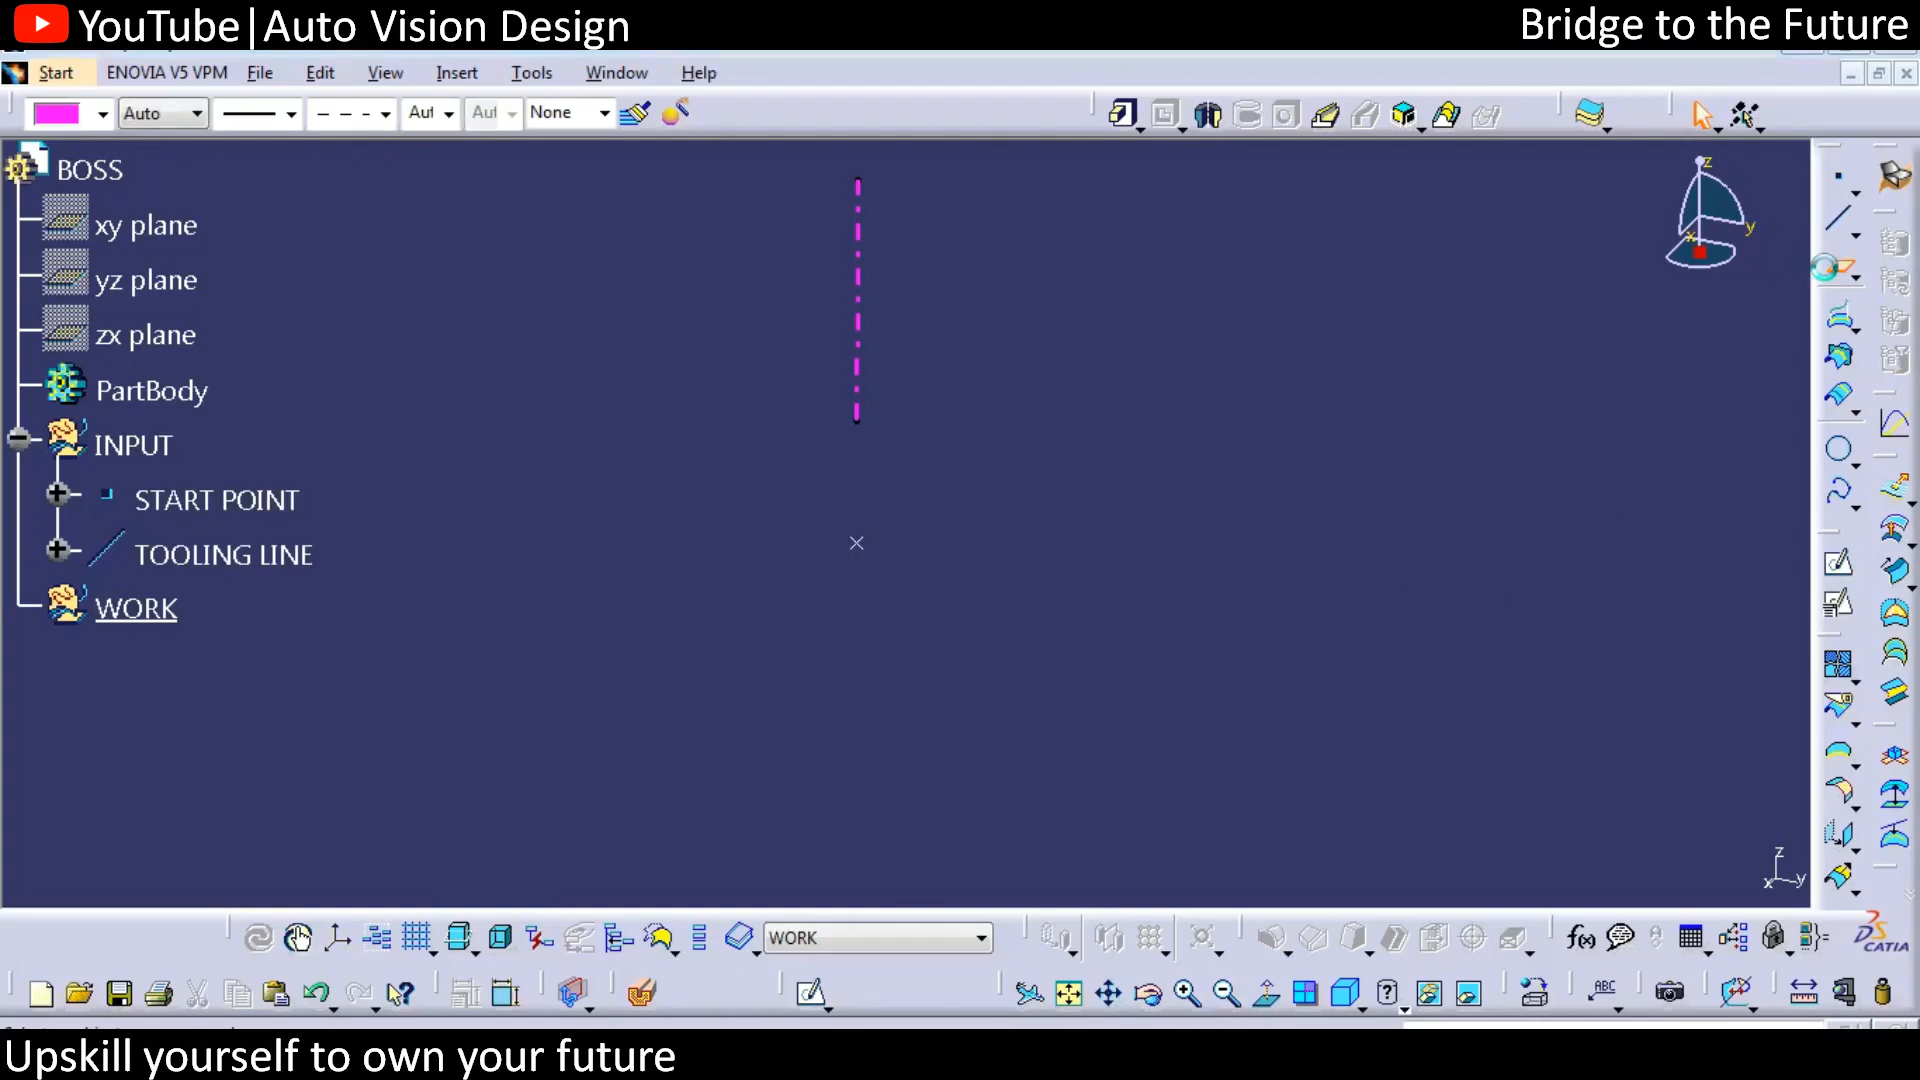 YouTube|Auto Vision Design
Bridge to the Future
Start ENOVIA V5 VPM File Edit View Insert Tools Window Help
Auto Aut Aut None
BOSS
xy plane
yz plane
zx plane
PartBody
INPUT
START POINT
TOOLING LINE
WORK
z
y
x
z
x y
WORK
f(x)
DS CATIA
ABC
Upskill yourself to own your future